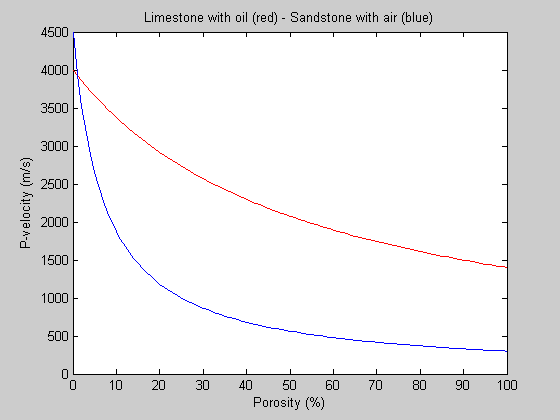 Limestone with oil (red) - Sandstone with air (blue)
4500
4000
3500
3000
2500
2000
1500
1000
500
0
P-velocity (m/s)
0 10 20 30 40 50 60 70 80 90 100
Porosity (%)